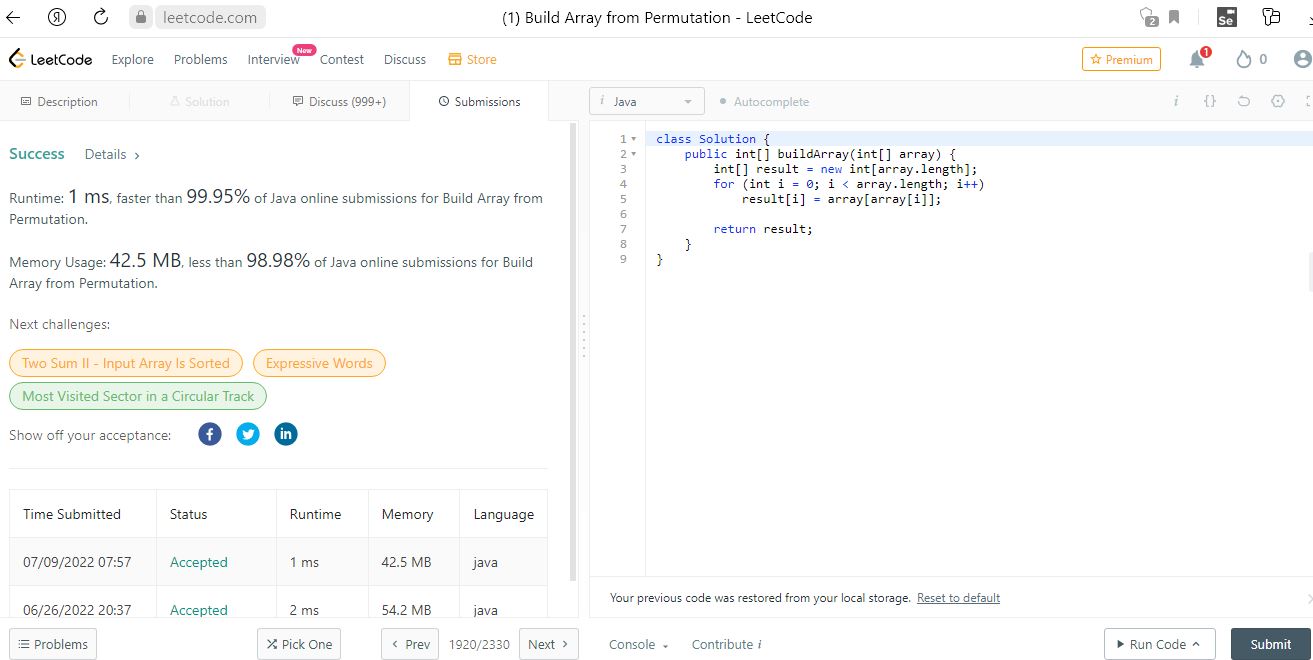 leetcode.com
(1) Build Array from Permutation - LeetCode
2
Se
LeetCode
Explore
Problems
Interview
New
Contest
Discuss
Store
Premium
1
0
Description
Solution
Discuss (999+)
Submissions
i Java
Autocomplete
i
{}
Success
Details
Runtime: 1 ms, faster than 99.95% of Java online submissions for Build Array from
Permutation.
Memory Usage: 42.5 MB, less than 98.98% of Java online submissions for Build
Array from Permutation.
Next challenges:
Two Sum II - Input Array Is Sorted
Expressive Words
Most Visited Sector in a Circular Track
Show off your acceptance:
Time Submitted Status Runtime Memory Language
07/09/2022 07:57 Accepted 1 ms 42.5 MB java
06/26/2022 20:37 Accepted 2 ms 54.2 MB java
1 class Solution {
2 public int[] buildArray(int[] array) {
3 int[] result = new int[array.length];
4 for (int i = 0; i < array.length; i++)
5 result[i] = array[array[i]];
6
7 return result;
8 }
9 }
Your previous code was restored from your local storage. Reset to default
Problems
Pick One
Prev
1920/2330
Next
Console
Contribute i
Run Code
Submit